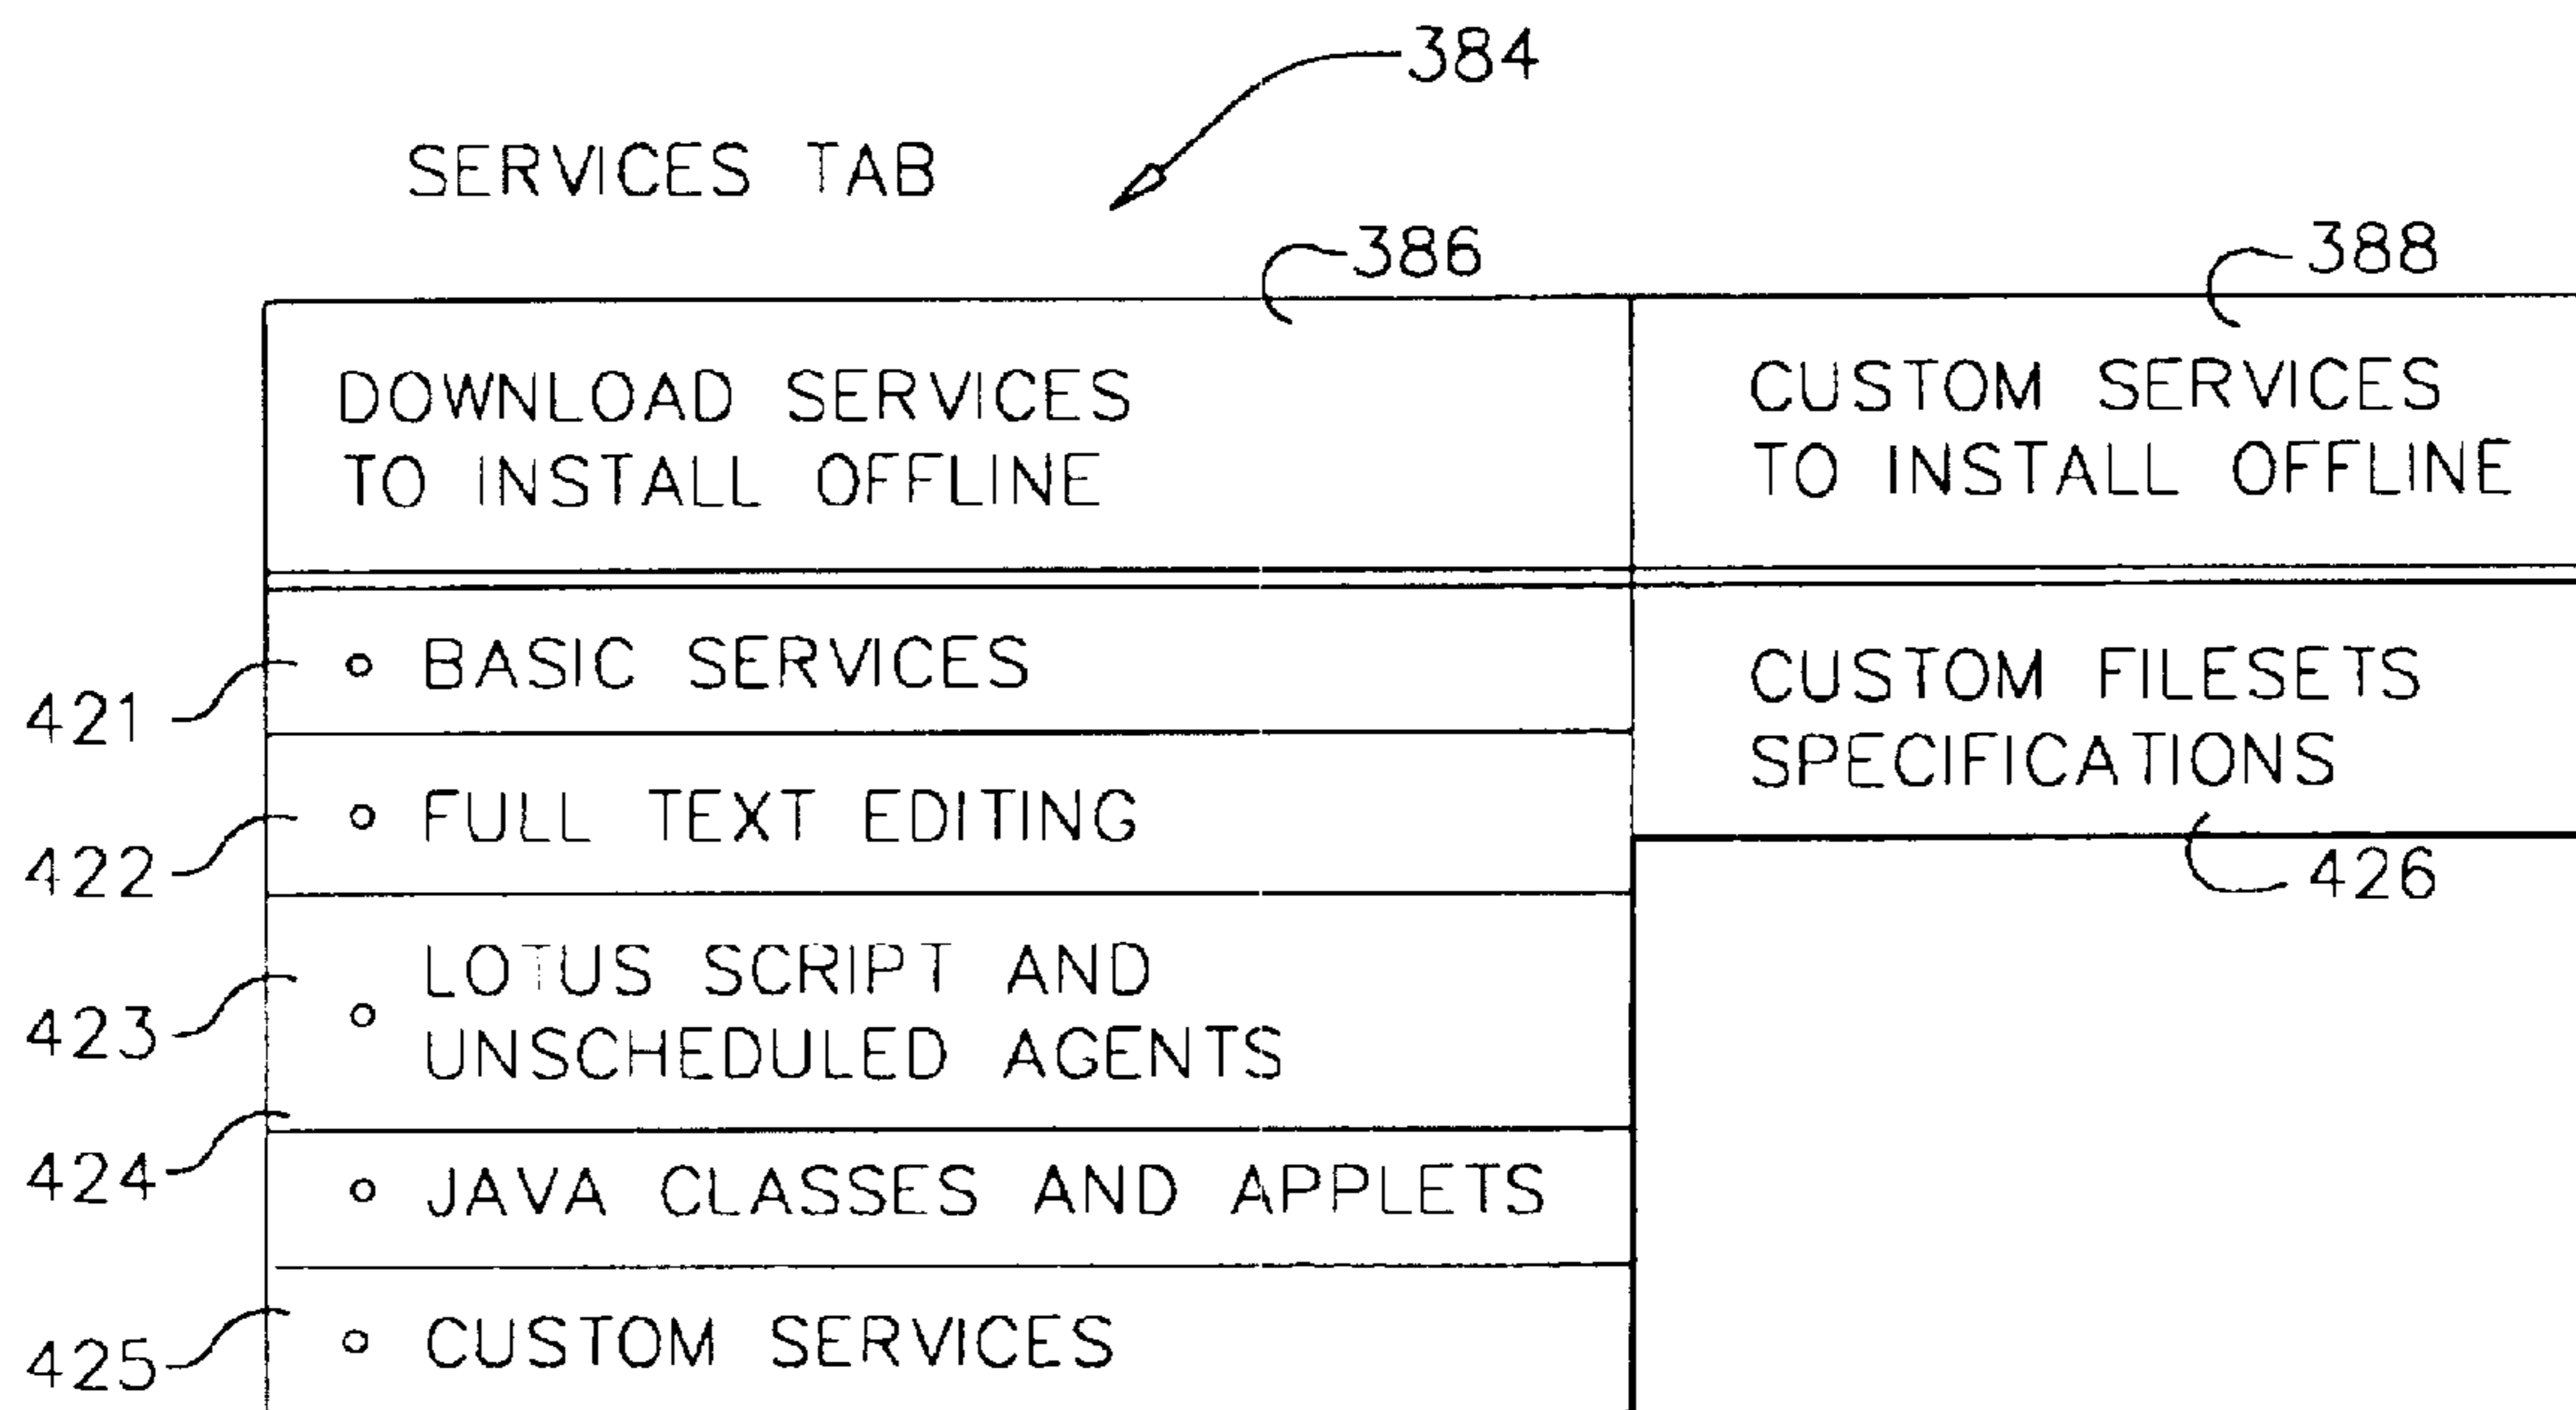 384
SERVICES TAB
386
388
DOWNLOAD SERVICES
TO INSTALL OFFLINE
CUSTOM SERVICES
TO INSTALL OFFLINE
421
BASIC SERVICES
CUSTOM FILESETS
SPECIFICATIONS
422
FULL TEXT EDITING
426
423
LOTUS SCRIPT AND
UNSCHEDULED AGENTS
424
JAVA CLASSES AND APPLETS
425
CUSTOM SERVICES